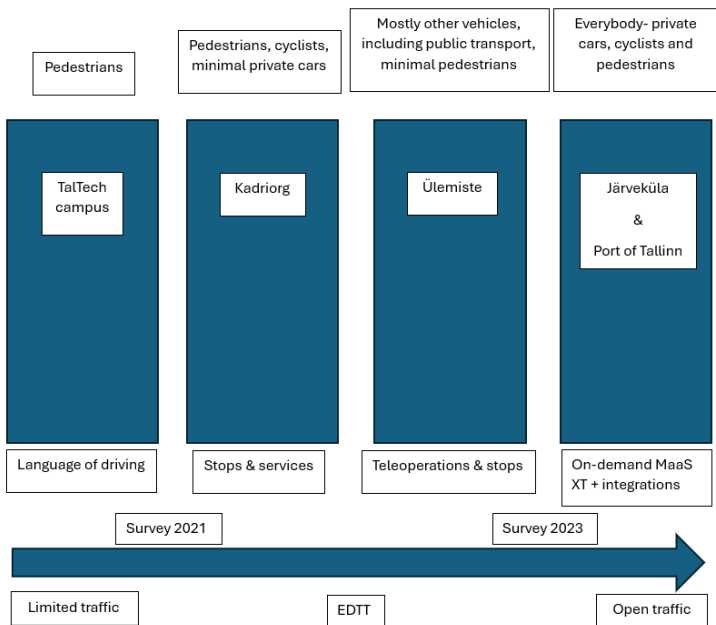 Pedestrians
Pedestrians, cyclists,
minimal private cars
Mostly other vehicles,
including public transport,
minimal pedestrians
Everybody- private
cars, cyclists and
pedestrians
TalTech
campus
Kadriorg
Ülemiste
Järveküla
&
Port of Tallinn
Language of driving
Stops & services
Teleoperations & stops
On-demand MaaS
XT + integrations
Survey 2021
Survey 2023
Limited traffic
EDTT
Open traffic